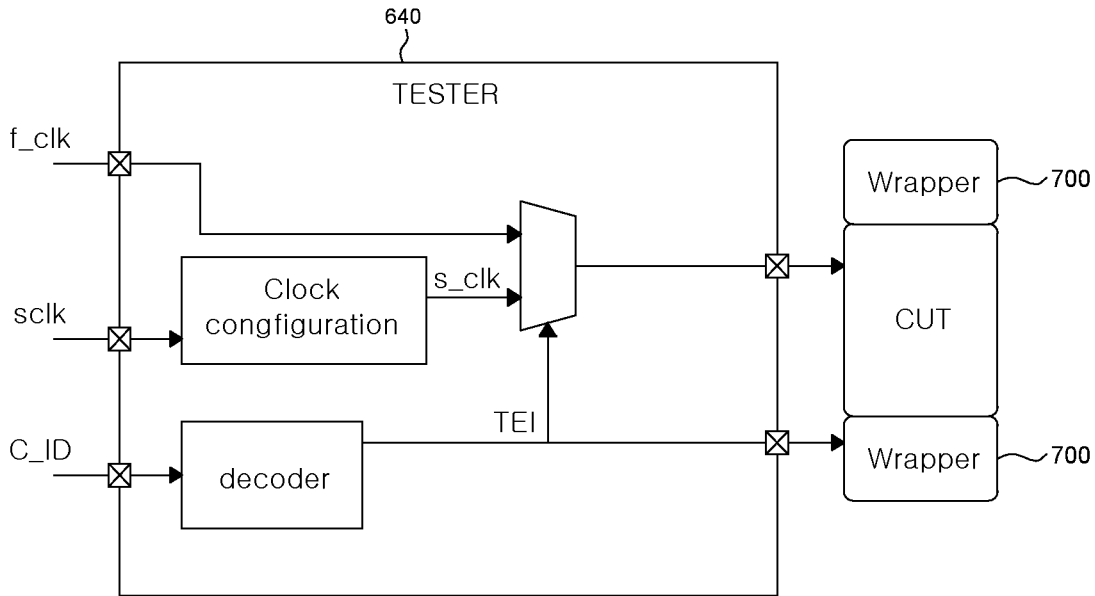 640
TESTER
f_clk
Wrapper
700
Clock
congfiguration
s_clk
sclk
CUT
TEI
C_ID
decoder
Wrapper
700